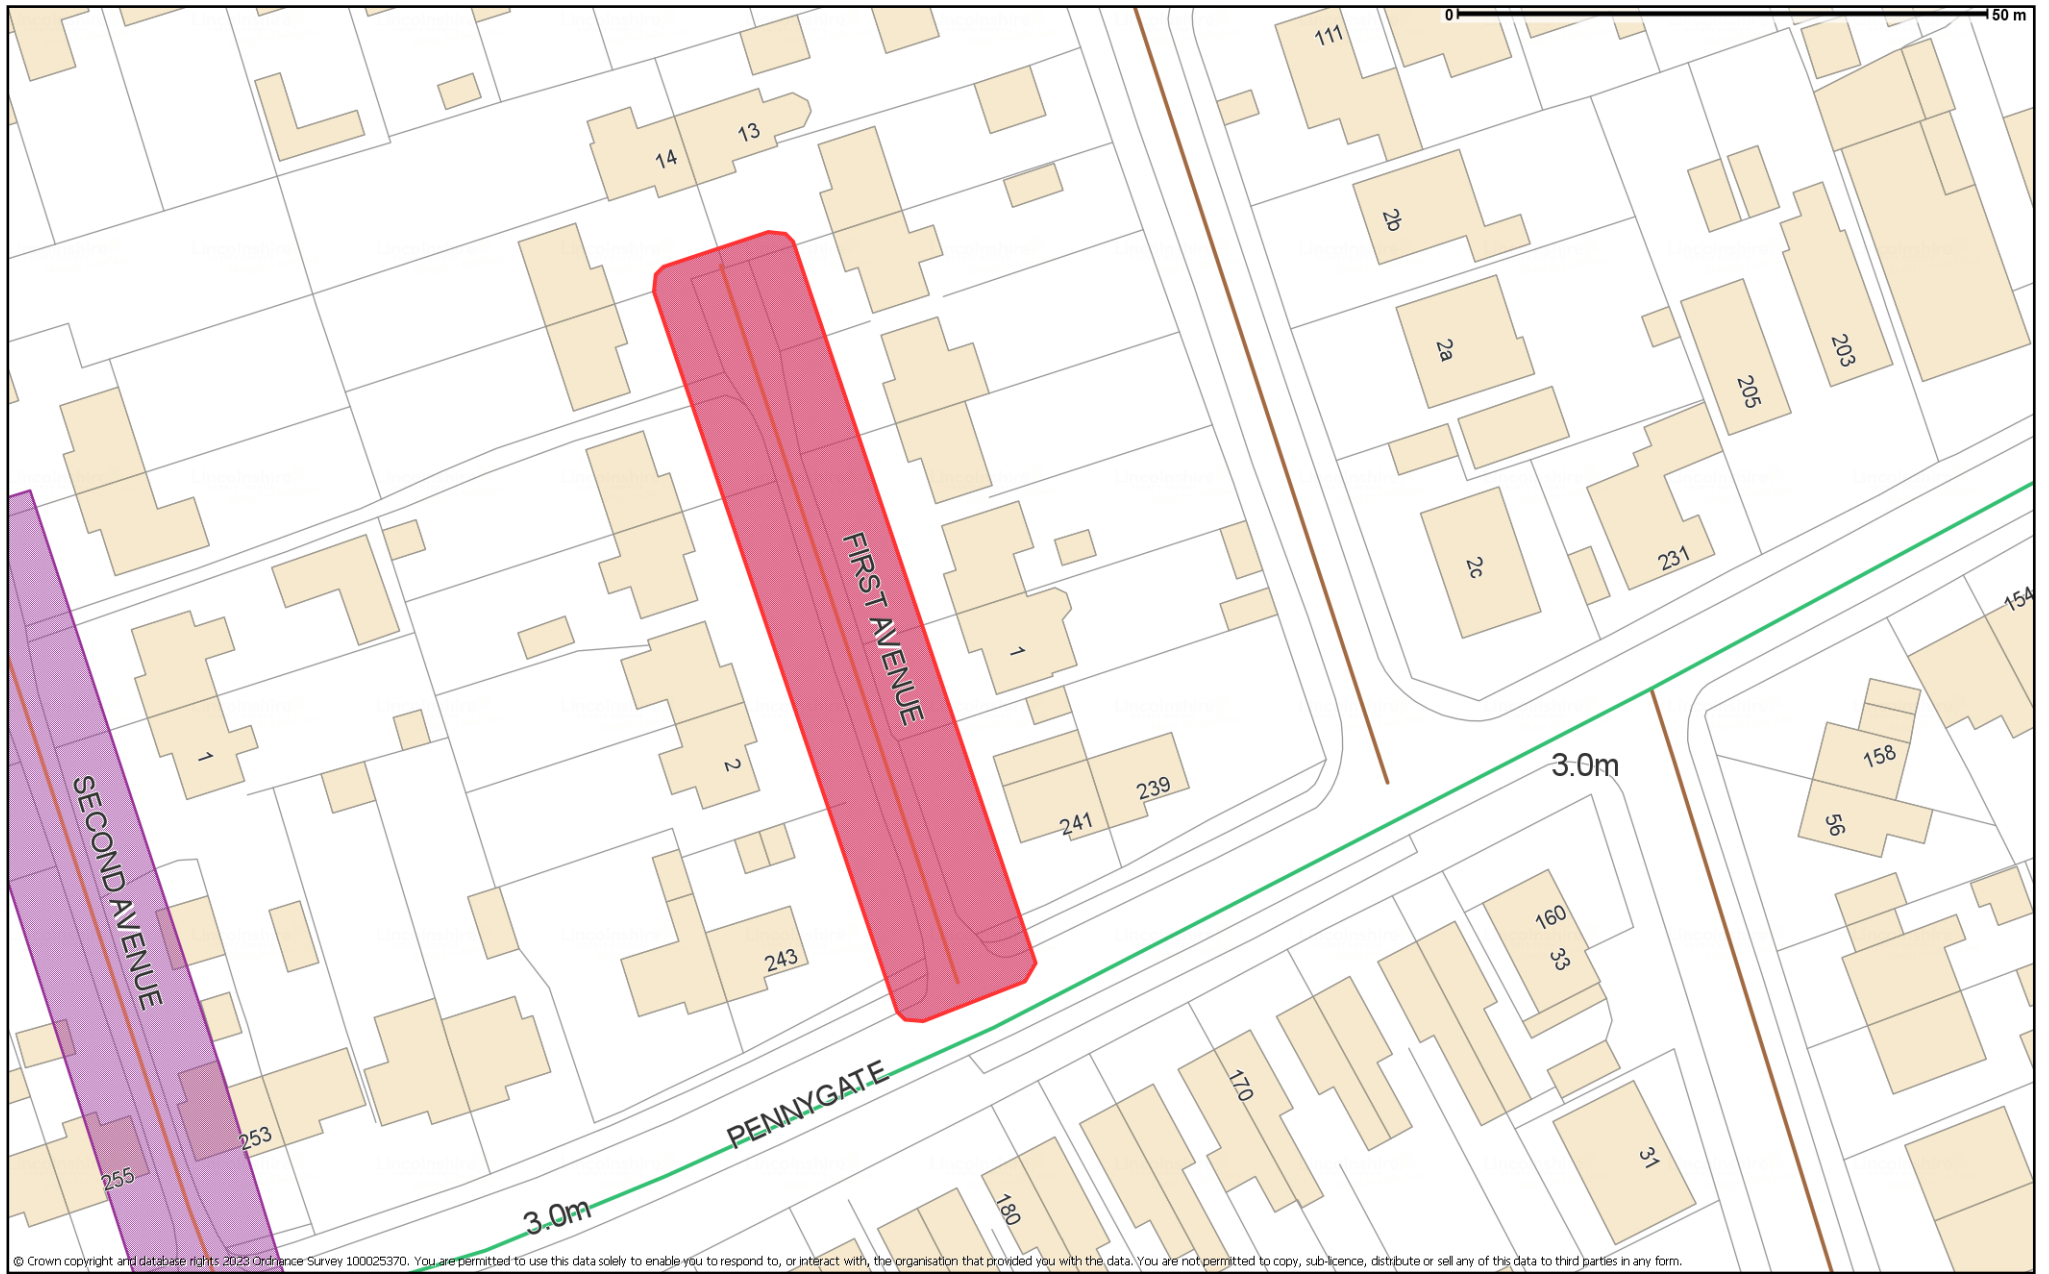 0 50 m
111
13
14
2b
2a
203
205
2c
231
154
FIRST AVENUE
1
1
2
239
241
3.0m
158
56
SECOND AVENUE
243
160
33
170
PENNYGATE
253
255
31
180
3.0m
© Crown copyright and database rights 2023 Ordnance Survey 100025370. You are permitted to use this data solely to enable you to respond to, or interact with, the organisation that provided you with the data. You are not permitted to copy, sub-licence, distribute or sell any of this data to third parties in any form.